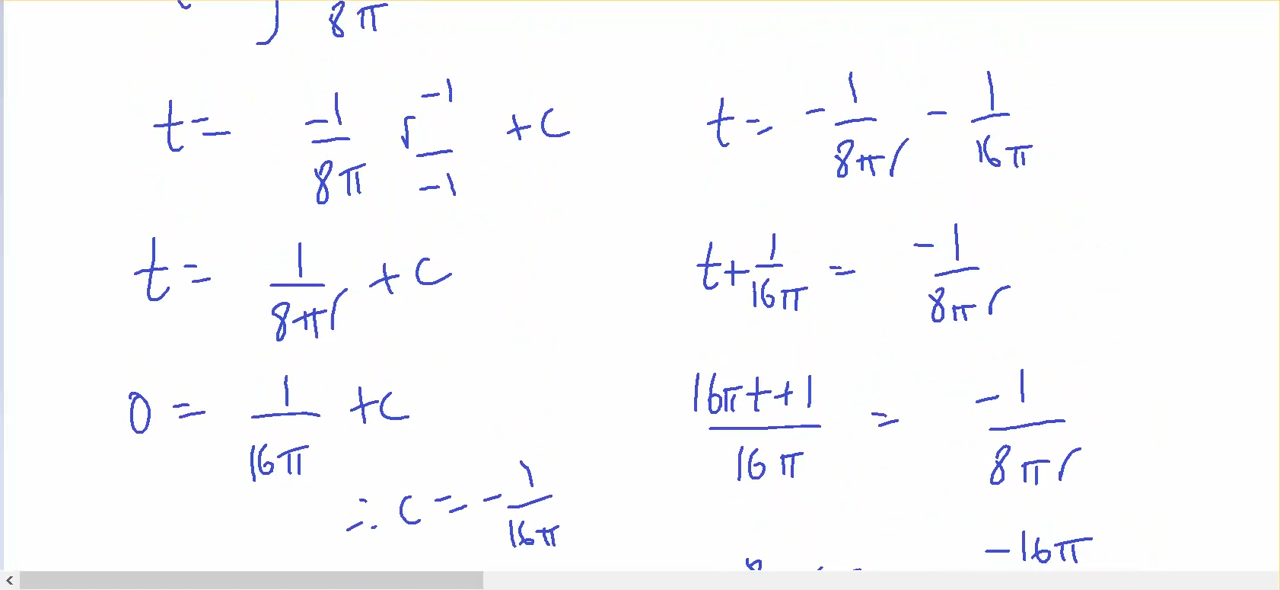 8π
t = -1/8π r^-1/-1 + c
t = 1/8πr + c
0 = 1/16π + c
∴ c = -1/16π
t = -1/8πr - 1/16π
t + 1/16π = -1/8πr
16πt+1/16π = -1/8πr
-16π